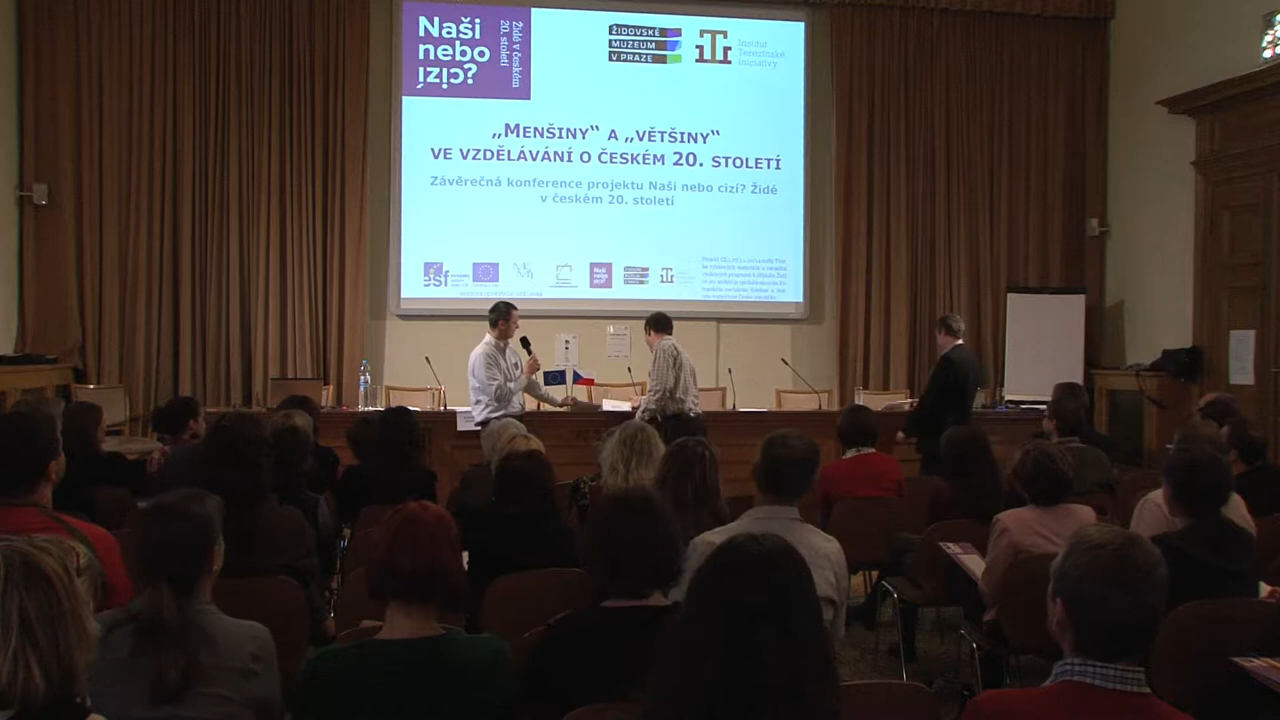 Naši
nebo
cizí?
Židé v českém
20. století
ŽIDOVSKÉ
MUZEUM
V PRAZE
Institut
Terezínské
iniciativy
„MENŠINY“ A „VĚTŠINY“
VE VZDĚLÁVÁNÍ O ČESKÉM 20. STOLETÍ
Závěrečná konference projektu Naši nebo cizí? Židé
v českém 20. století
esf
Naši
nebo
cizí?